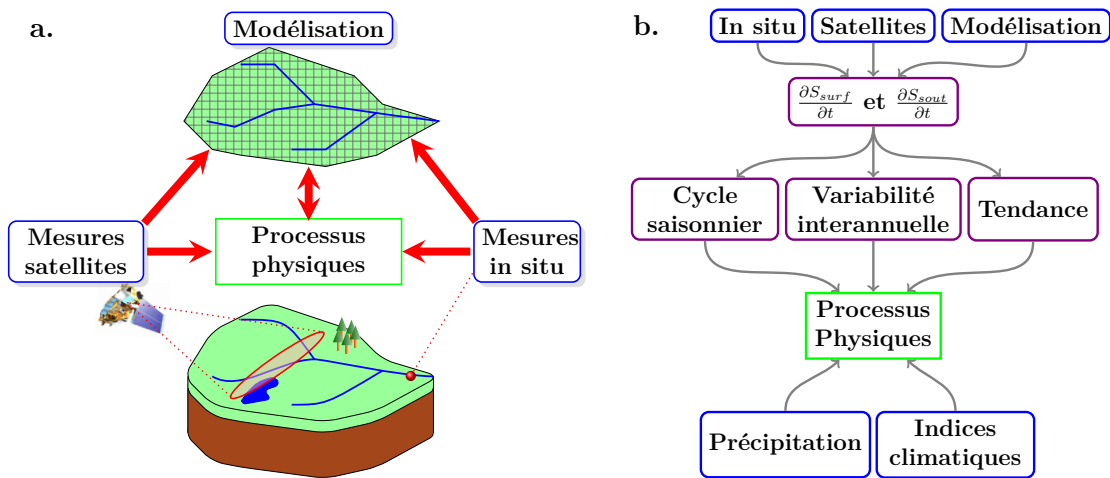 a.
Modélisation
Mesures
satellites
Processus
physiques
Mesures
in situ
b.
In situ
Satellites
Modélisation
∂S_surf/∂t et ∂S_sout/∂t
Cycle
saisonnier
Variabilité
interannuelle
Tendance
Processus
Physiques
Précipitation
Indices
climatiques